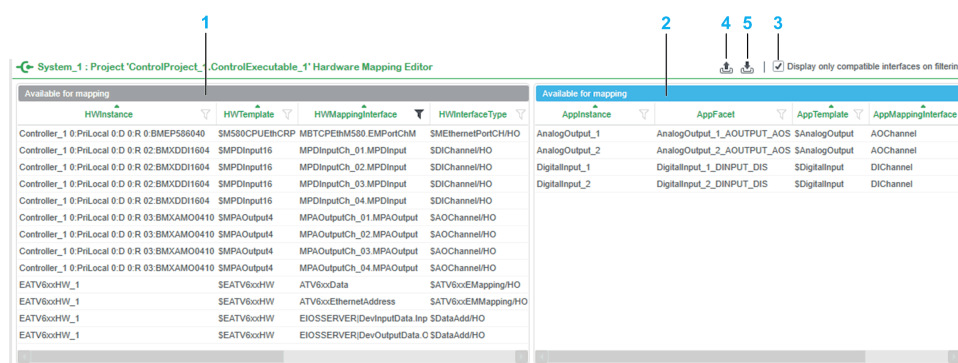 1 2 4 5 3
System_1 : Project 'ControlProject_1.ControlExecutable_1' Hardware Mapping Editor
Display only compatible interfaces on filterin
Available for mapping
HWInstance HWTemplate HWMappingInterface HWInterfaceType
Controller_1 0:PriLocal 0:D 0:R 0:BMEP586040 $M580CPUEthCRP MBTCPEthM580.EMPortChM $MEthernetPortCH/HO
Controller_1 0:PriLocal 0:D 0:R 02:BMXDDI1604 $MPDInput16 MPDInputCh_01.MPDInput $DIChannel/HO
Controller_1 0:PriLocal 0:D 0:R 02:BMXDDI1604 $MPDInput16 MPDInputCh_02.MPDInput $DIChannel/HO
Controller_1 0:PriLocal 0:D 0:R 02:BMXDDI1604 $MPDInput16 MPDInputCh_03.MPDInput $DIChannel/HO
Controller_1 0:PriLocal 0:D 0:R 02:BMXDDI1604 $MPDInput16 MPDInputCh_04.MPDInput $DIChannel/HO
Controller_1 0:PriLocal 0:D 0:R 03:BMXAMO0410 $MPAOutput4 MPAOutputCh_01.MPAOutput $AOChannel/HO
Controller_1 0:PriLocal 0:D 0:R 03:BMXAMO0410 $MPAOutput4 MPAOutputCh_02.MPAOutput $AOChannel/HO
Controller_1 0:PriLocal 0:D 0:R 03:BMXAMO0410 $MPAOutput4 MPAOutputCh_03.MPAOutput $AOChannel/HO
Controller_1 0:PriLocal 0:D 0:R 03:BMXAMO0410 $MPAOutput4 MPAOutputCh_04.MPAOutput $AOChannel/HO
EATV6xxHW_1 $EATV6xxHW ATV6xxData $ATV6xxEMapping/HO
EATV6xxHW_1 $EATV6xxHW ATV6xxEthernetAddress $ATV6xxEMMapping/HO
EATV6xxHW_1 $EATV6xxHW EIOSSERVER|DevInputData.Inp $DataAdd/HO
EATV6xxHW_1 $EATV6xxHW EIOSSERVER|DevOutputData.O $DataAdd/HO
Available for mapping
AppInstance AppFacet AppTemplate AppMappingInterface
AnalogOutput_1 AnalogOutput_1_AOUTPUT_AOS $AnalogOutput AOChannel
AnalogOutput_2 AnalogOutput_2_AOUTPUT_AOS $AnalogOutput AOChannel
DigitalInput_1 DigitalInput_1_DINPUT_DIS $DigitalInput DIChannel
DigitalInput_2 DigitalInput_2_DINPUT_DIS $DigitalInput DIChannel